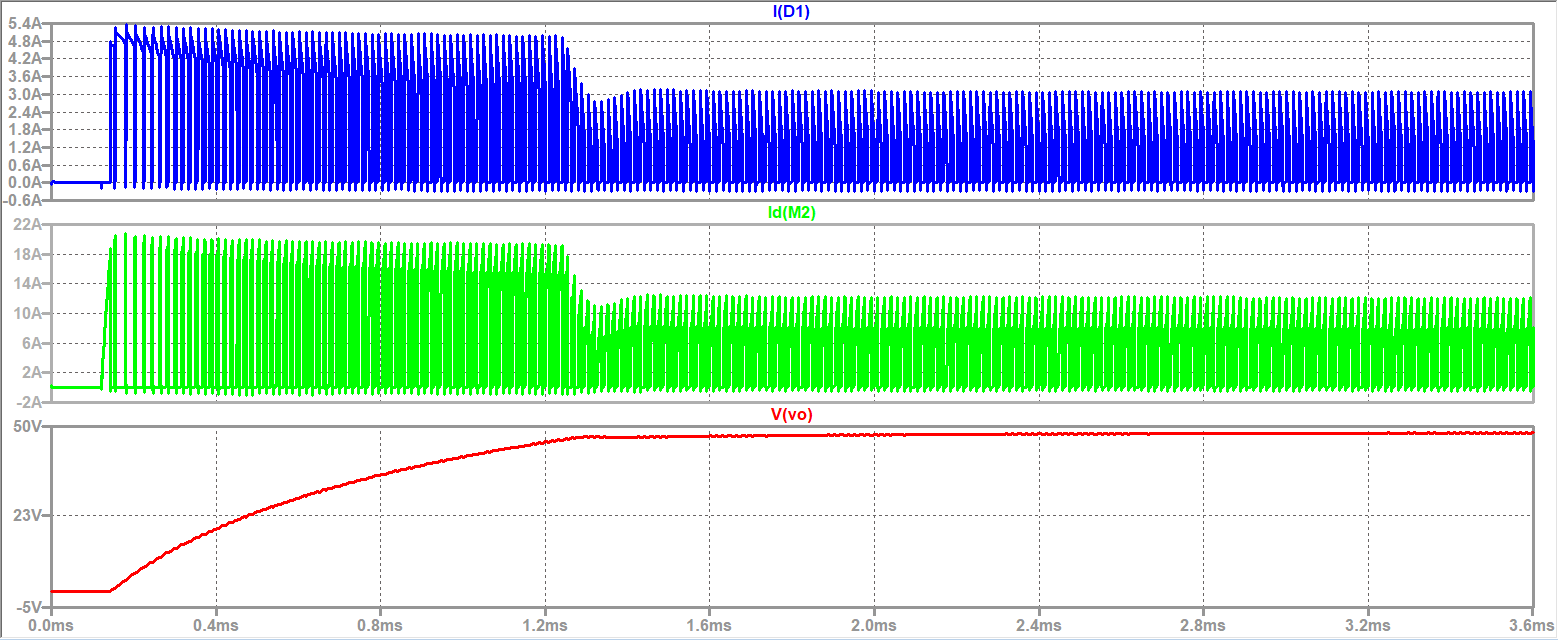 I(D1)
5.4A
4.8A
4.2A
3.6A
3.0A
2.4A
1.8A
1.2A
0.6A
0.0A
-0.6A
Id(M2)
22A
18A
14A
10A
6A
2A
-2A
V(vo)
50V
23V
-5V
0.0ms 0.4ms 0.8ms 1.2ms 1.6ms 2.0ms 2.4ms 2.8ms 3.2ms 3.6ms